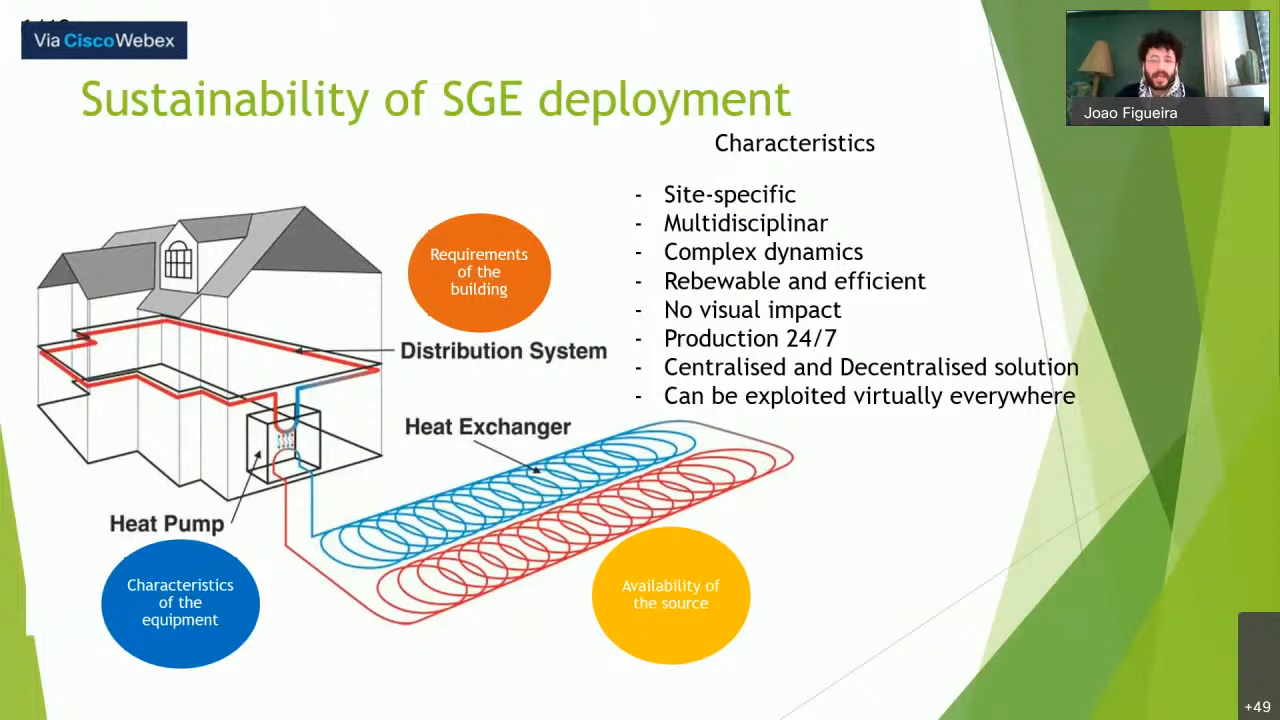 Via CiscoWebex
Sustainability of SGE deployment
Joao Figueira
Characteristics
- Site-specific
- Multidisciplinar
- Complex dynamics
- Rebewable and efficient
- No visual impact
- Production 24/7
- Centralised and Decentralised solution
- Can be exploited virtually everywhere
Requirements
of the
building
Distribution System
Heat Exchanger
Heat Pump
Characteristics
of the
equipment
Availability of
the source
+49